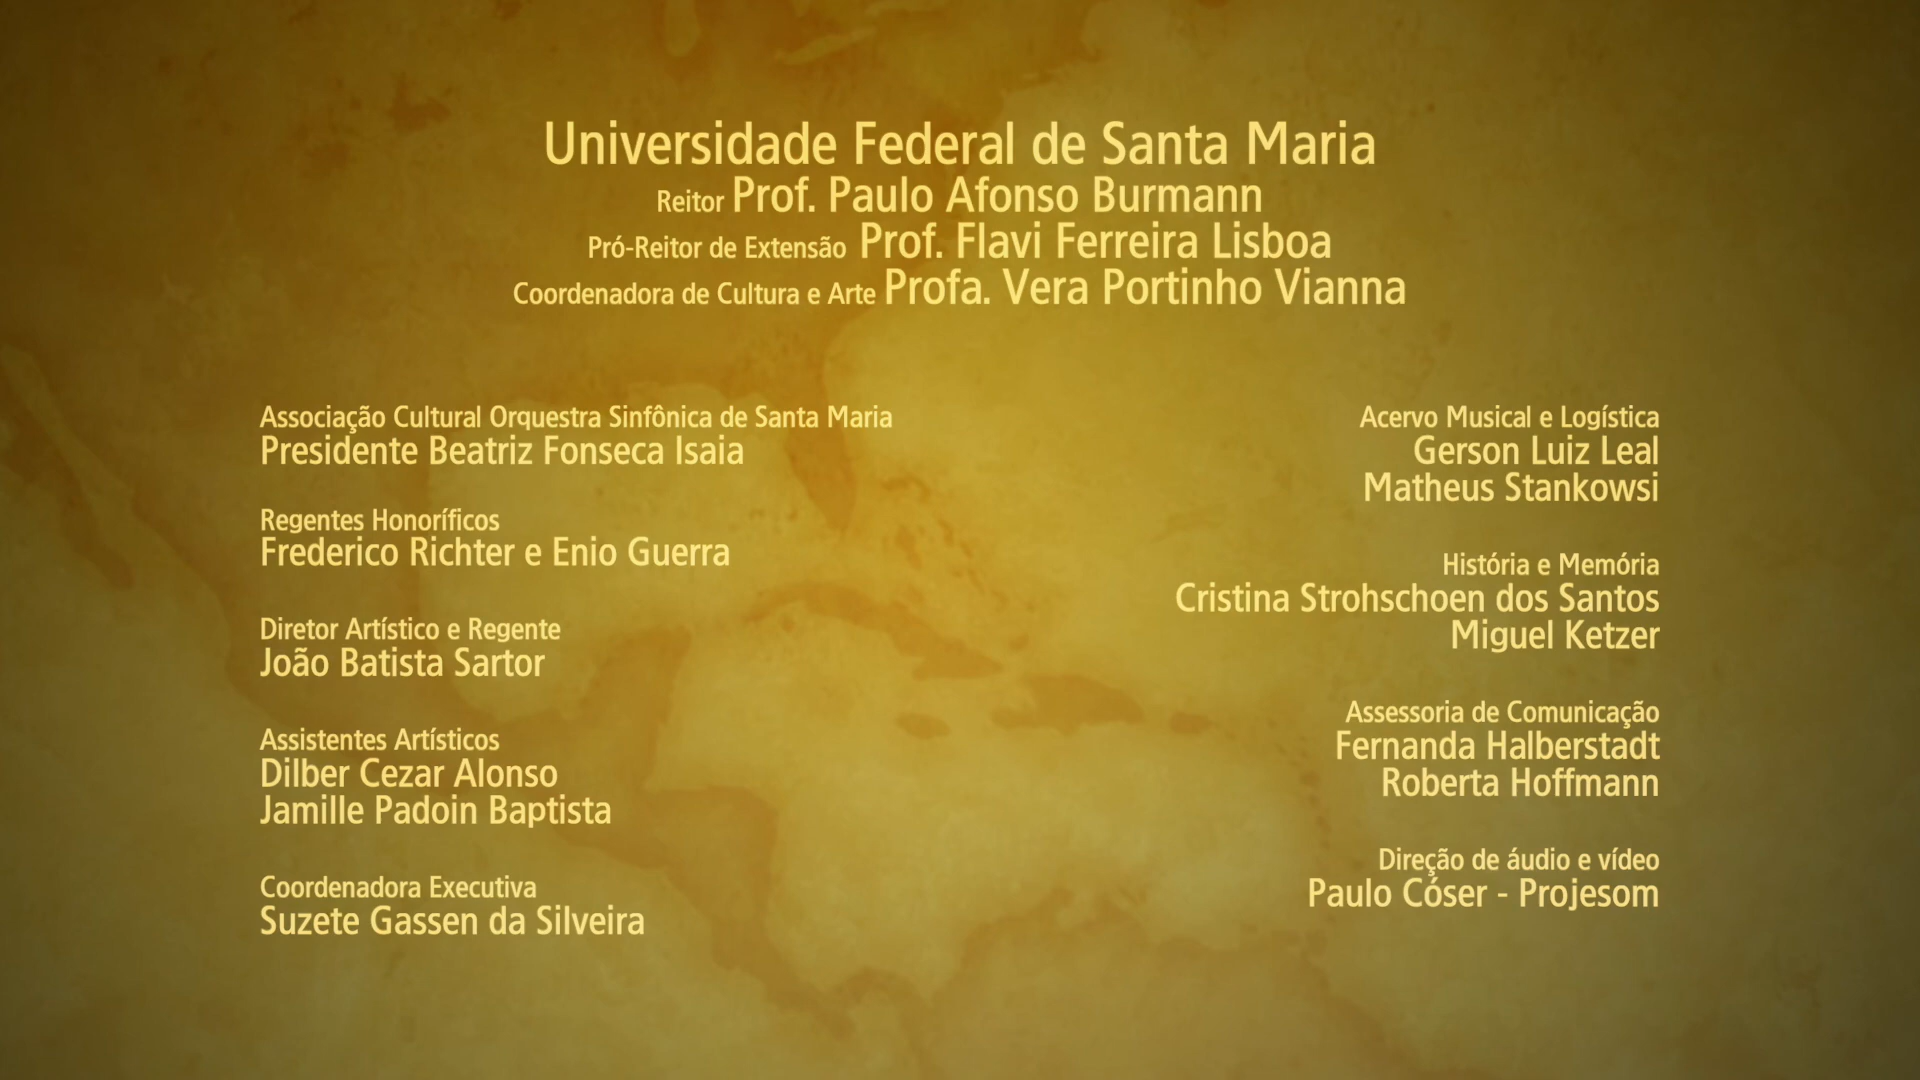 Universidade Federal de Santa Maria
Reitor Prof. Paulo Afonso Burmann
Pró-Reitor de Extensão Prof. Flavi Ferreira Lisboa
Coordenadora de Cultura e Arte Profa. Vera Portinho Vianna
Associação Cultural Orquestra Sinfônica de Santa Maria
Presidente Beatriz Fonseca Isaia
Regentes Honoríficos
Frederico Richter e Enio Guerra
Diretor Artístico e Regente
João Batista Sartor
Assistentes Artísticos
Dilber Cezar Alonso
Jamille Padoin Baptista
Coordenadora Executiva
Suzete Gassen da Silveira
Acervo Musical e Logística
Gerson Luiz Leal
Matheus Stankowsi
História e Memória
Cristina Strohschoen dos Santos
Miguel Ketzer
Assessoria de Comunicação
Fernanda Halberstadt
Roberta Hoffmann
Direção de áudio e vídeo
Paulo Cóser - Projesom